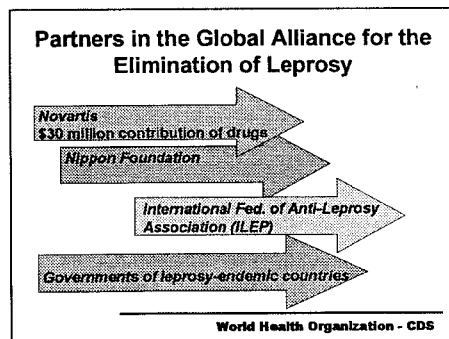 Partners in the Global Alliance for the
Elimination of Leprosy
Novartis
$30 million contribution of drugs
Nippon Foundation
International Fed. of Anti-Leprosy
Association (ILEP)
Governments of leprosy-endemic countries
World Health Organization - CDS